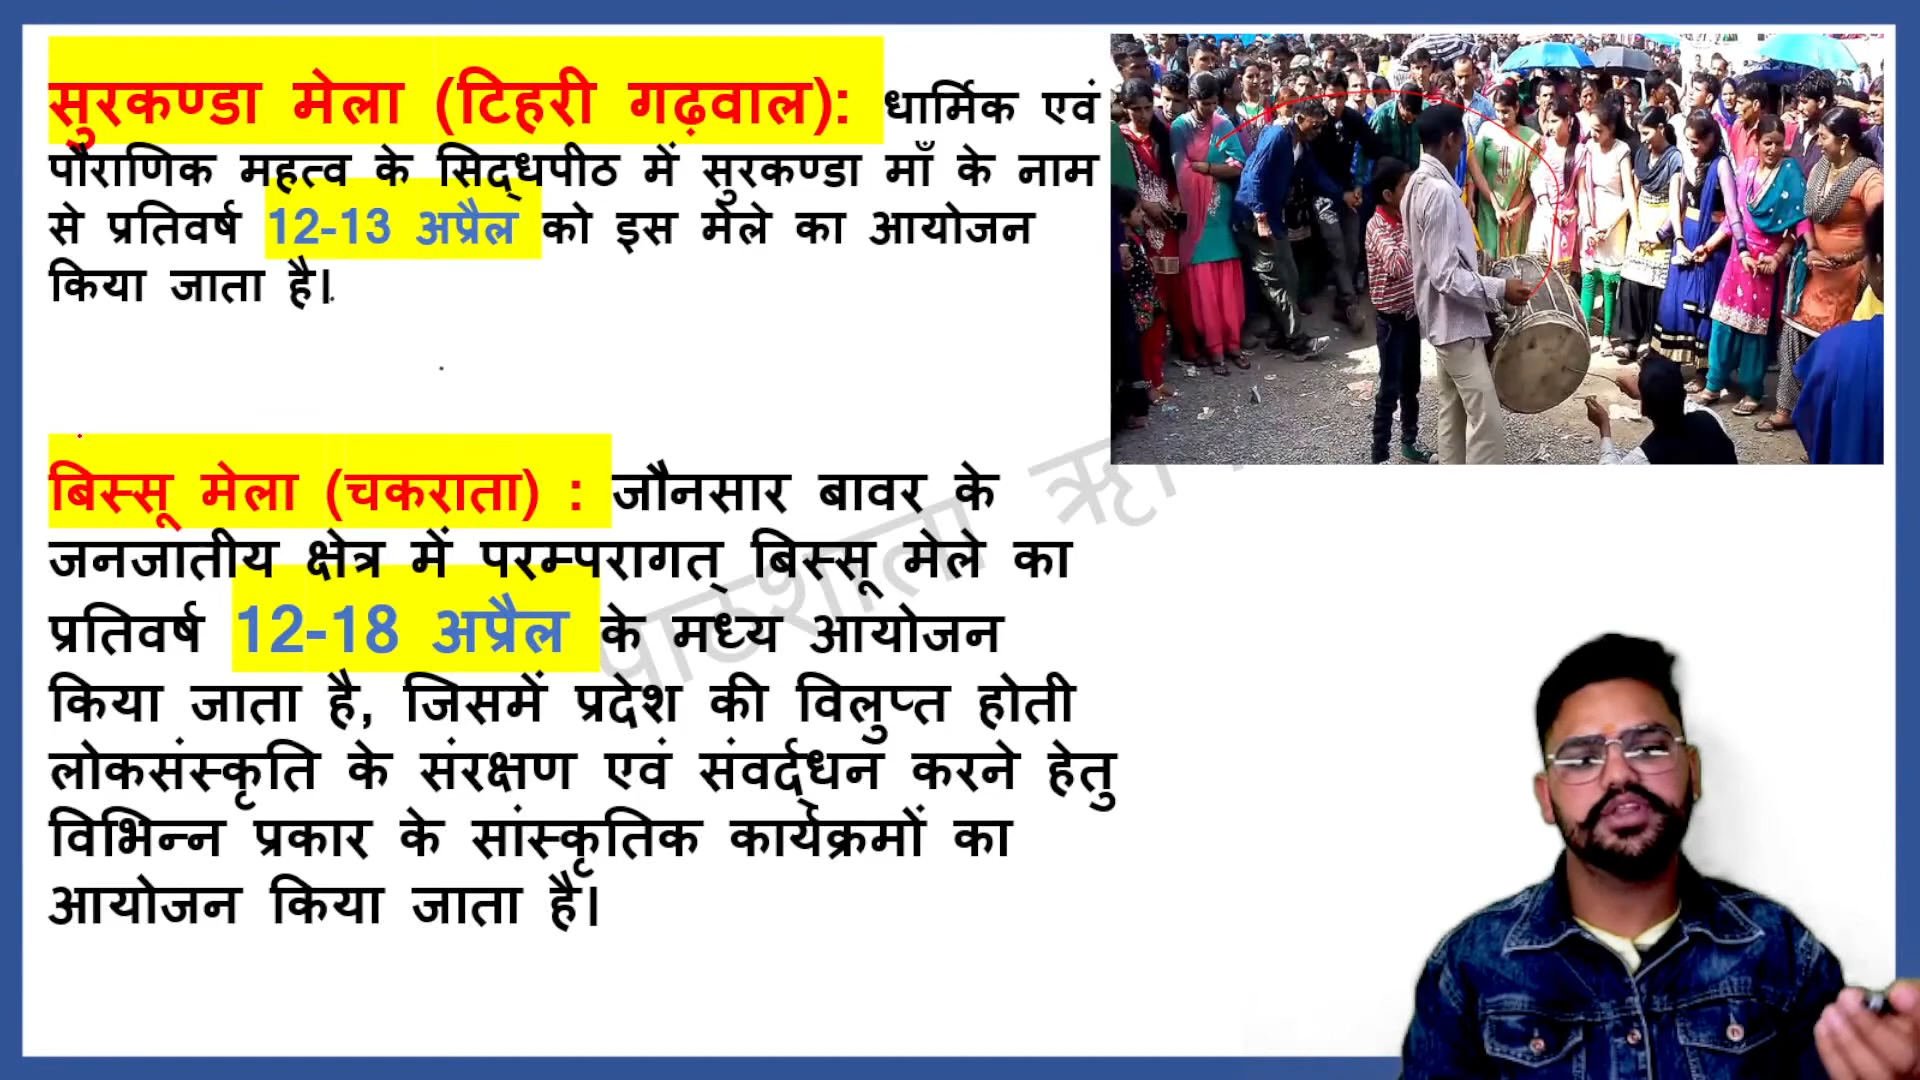 सुरकण्डा मेला (टिहरी गढ़वाल): धार्मिक एवं
पौराणिक महत्व के सिद्धपीठ में सुरकण्डा माँ के नाम
से प्रतिवर्ष 12-13 अप्रैल को इस मेले का आयोजन
किया जाता है।
बिस्सू मेला (चकराता) : जौनसार बावर के
जनजातीय क्षेत्र में परम्परागत् बिस्सू मेले का
प्रतिवर्ष 12-18 अप्रैल के मध्य आयोजन
किया जाता है, जिसमें प्रदेश की विलुप्त होती
लोकसंस्कृति के संरक्षण एवं संवर्द्धन करने हेतु
विभिन्न प्रकार के सांस्कृतिक कार्यक्रमों का
आयोजन किया जाता है।
पाठशाला